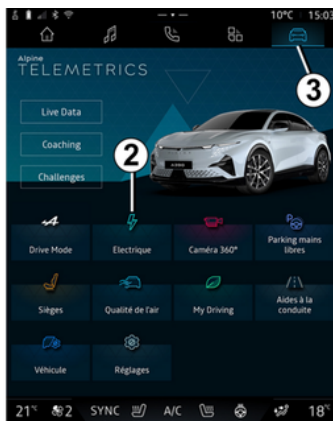 10°C 15:03
3
Alpine
TELEMETRICS
Live Data
Coaching
Challenges
2
Drive Mode
Electrique
Caméra 360°
Parking mains
libres
Sièges
Qualité de l'air
My Driving
Aides à la
conduite
Véhicule
Réglages
21°C 2 SYNC A/C 18°